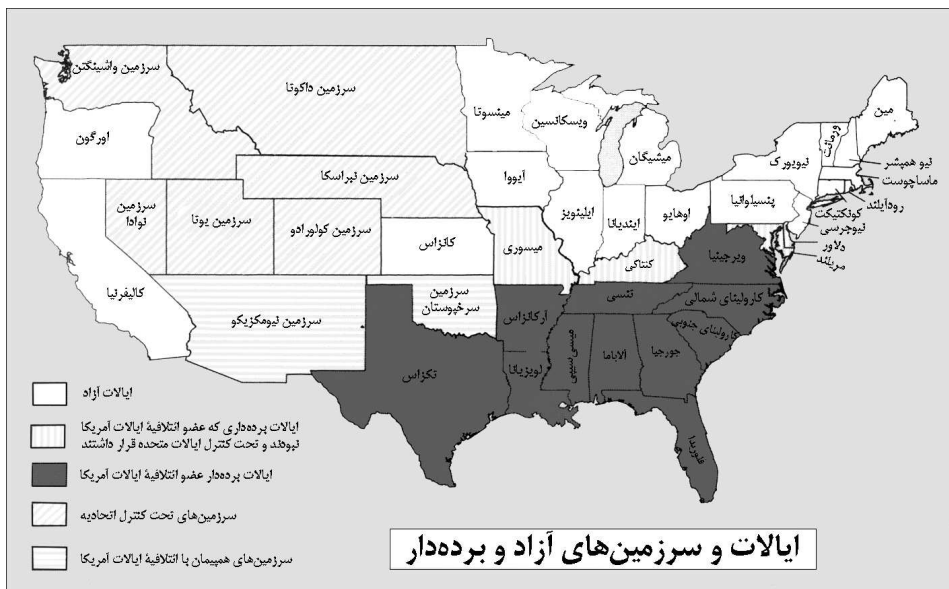 سرزمین واشینگتن
سرزمین داکوتا
مینسوتا
ویسکانسین
میشیگان
مین
ورمانت
نیو همپشر
ماساچوست
رودآیلند
کونکتیکت
نیوجرسی
دلاور
مریلند
نیویورک
پنسیلوانیا
اورگون
سرزمین نبراسکا
آیووا
ایلینویز
ایندیانا
اوهایو
سرزمین
نوادا
سرزمین یوتا
سرزمین کولورادو
کانزاس
میسوری
کنتاکی
ویرجینیا
کالیفرنیا
سرزمین نیومکزیکو
سرزمین
سرخپوستان
آرکانزاس
تنسی
کارولینای شمالی
کارولینای جنوبی
تکزاس
لویزیانا
میسی‌سیپی
آلاباما
جورجیا
فلوریدا
ایالات آزاد
ایالات برده‌داری که عضو ائتلافیهٔ ایالات آمریکا
نبودند و تحت کنترل ایالات متحده قرار داشتند
ایالات برده‌دار عضو ائتلافیهٔ ایالات آمریکا
سرزمین‌های تحت کنترل اتحادیه
سرزمین‌های همپیمان با ائتلافیهٔ ایالات آمریکا
ایالات و سرزمین‌های آزاد و برده‌دار